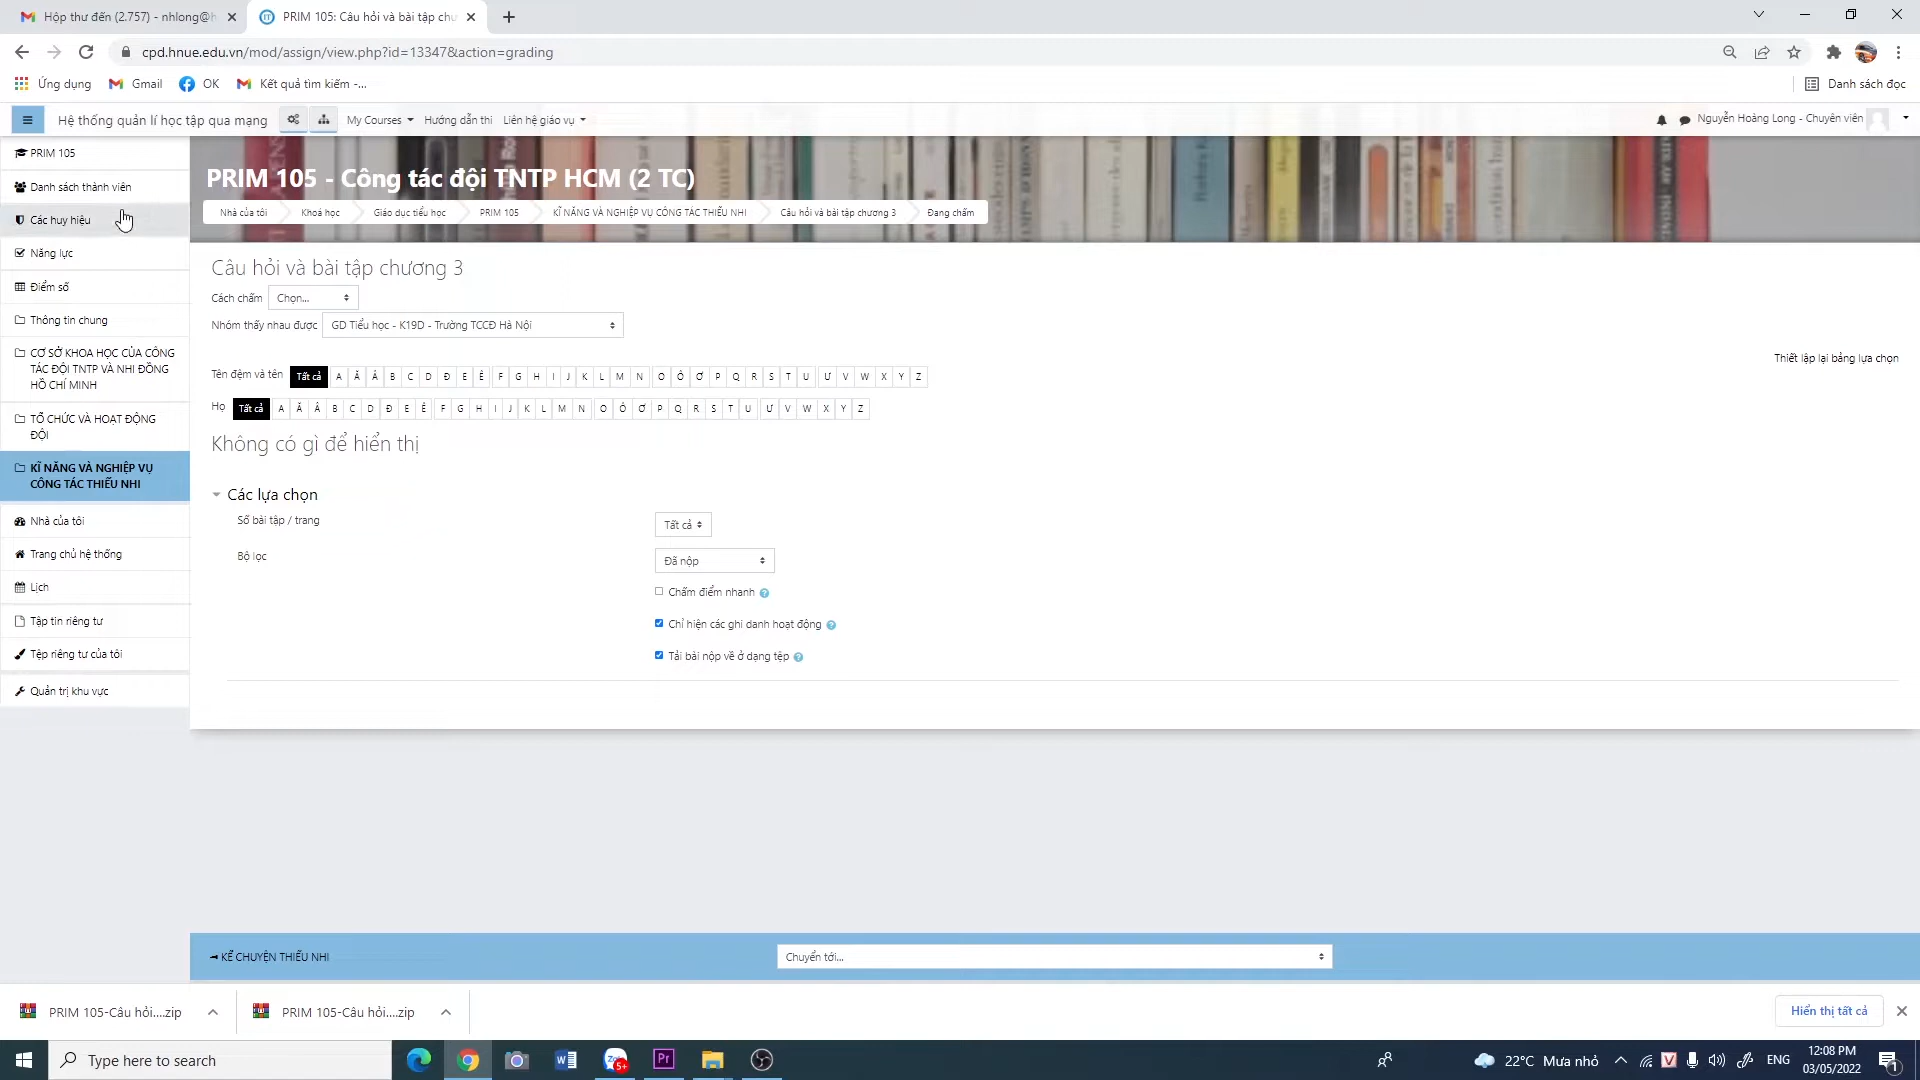 Hộp thư đến (2.757) - nhlong@h
PRIM 105: Câu hỏi và bài tập chư
cpd.hnue.edu.vn/mod/assign/view.php?id=13347&action=grading
Ứng dụng
Gmail
OK
Kết quả tìm kiếm -...
Danh sách đọc
Hệ thống quản lí học tập qua mạng
My Courses
Hướng dẫn thi
Liên hệ giáo vụ
Nguyễn Hoàng Long - Chuyên viên
PRIM 105
Danh sách thành viên
Các huy hiệu
Năng lực
Điểm số
Thông tin chung
CƠ SỞ KHOA HỌC CỦA CÔNG
TÁC ĐỘI TNTP VÀ NHI ĐỒNG
HỒ CHÍ MINH
TỔ CHỨC VÀ HOẠT ĐỘNG
ĐỘI
KĨ NĂNG VÀ NGHIỆP VỤ
CÔNG TÁC THIẾU NHI
Nhà của tôi
Trang chủ hệ thống
Lịch
Tập tin riêng tư
Tệp riêng tư của tôi
Quản trị khu vực
PRIM 105 - Công tác đội TNTP HCM (2 TC)
Nhà của tôi
Khoá học
Giáo dục tiểu học
PRIM 105
KĨ NĂNG VÀ NGHIỆP VỤ CÔNG TÁC THIẾU NHI
Câu hỏi và bài tập chương 3
Đang chấm
Câu hỏi và bài tập chương 3
Cách chấm Chọn...
Nhóm thấy nhau được GD Tiểu học - K19D - Trường TCCĐ Hà Nội
Thiết lập lại bảng lựa chọn
Tên đệm và tên Tất cả A Ă Â B C D Đ E Ê F G H I J K L M N O Ô Ơ P Q R S T U Ư V W X Y Z
Họ Tất cả A Ă Â B C D Đ E Ê F G H I J K L M N O Ô Ơ P Q R S T U Ư V W X Y Z
Không có gì để hiển thị
Các lựa chọn
Số bài tập / trang
Tất cả
Bộ lọc
Đã nộp
Chấm điểm nhanh
Chỉ hiện các ghi danh hoạt động
Tải bài nộp về ở dạng tệp
KỂ CHUYỆN THIẾU NHI
Chuyển tới...
PRIM 105-Câu hỏi....zip
PRIM 105-Câu hỏi....zip
Hiển thị tất cả
Type here to search
5+
Pr
22°C Mưa nhỏ
V
ENG
12:08 PM
03/05/2022
1